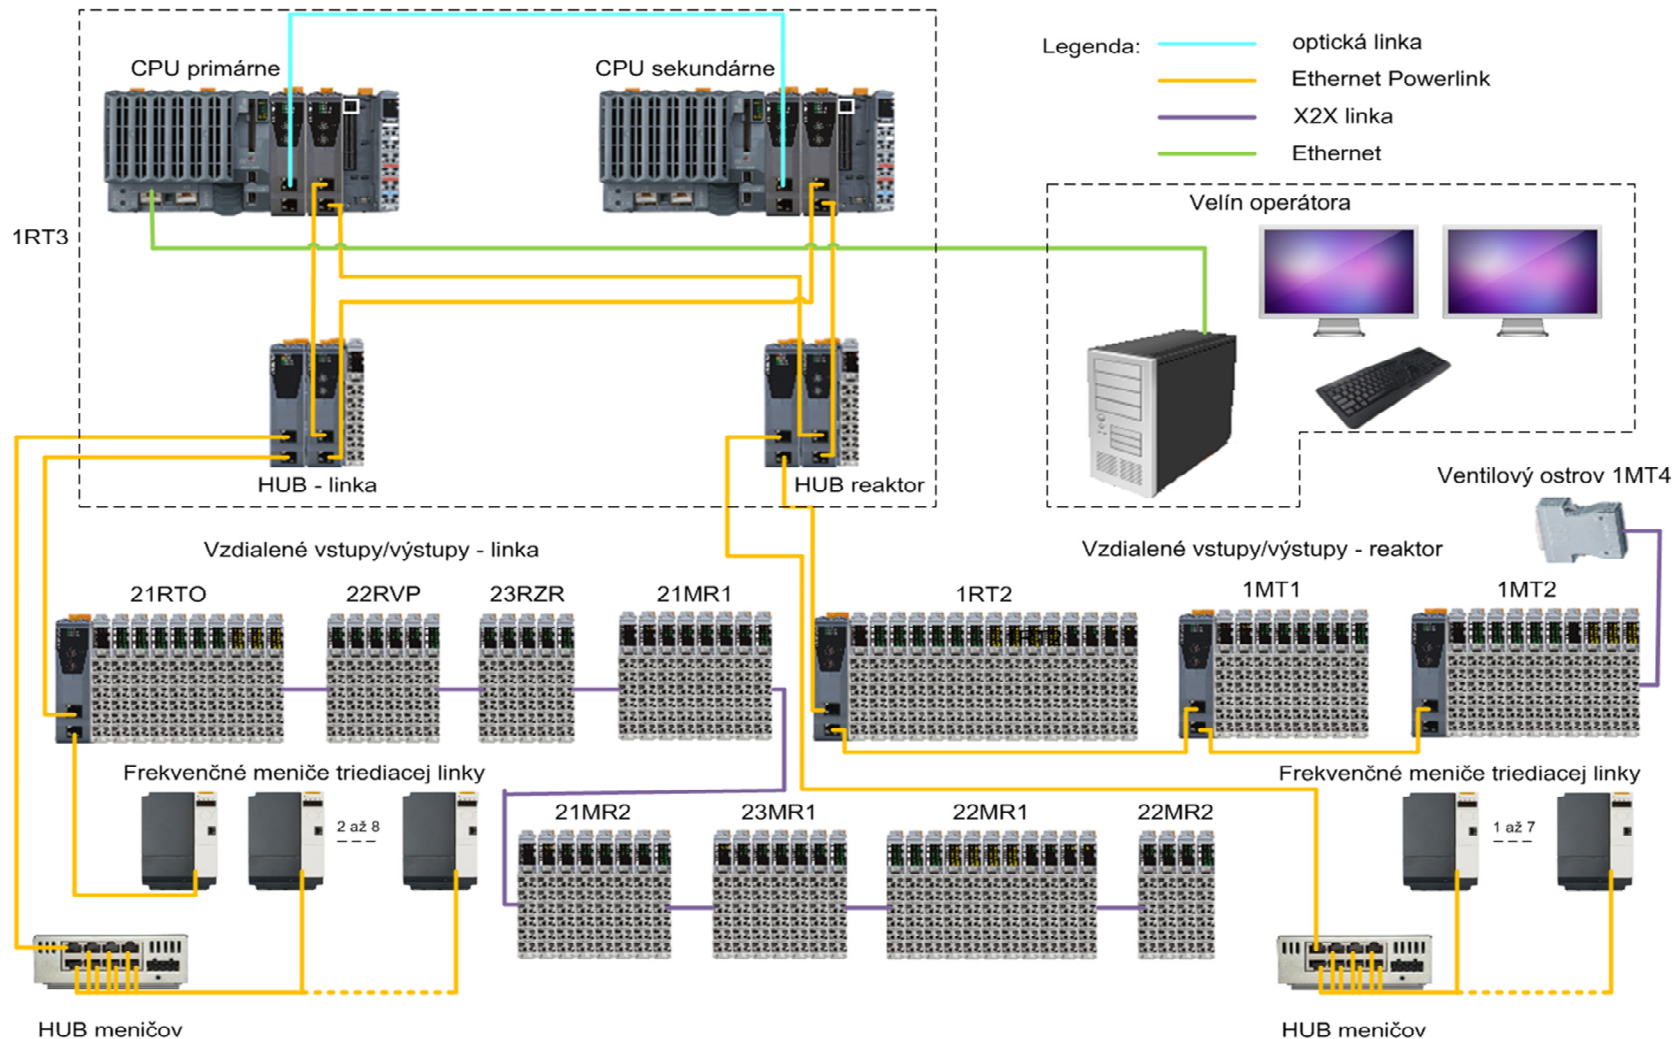 Legenda:
optická linka
Ethernet Powerlink
X2X linka
Ethernet
CPU primárne
CPU sekundárne
1RT3
Velín operátora
HUB - linka
HUB reaktor
Ventilový ostrov 1MT4
Vzdialené vstupy/výstupy - linka
Vzdialené vstupy/výstupy - reaktor
21RTO
22RVP
23RZR
21MR1
1RT2
1MT1
1MT2
Frekvenčné meniče triediacej linky
Frekvenčné meniče triediacej linky
2 až 8
1 až 7
21MR2
23MR1
22MR1
22MR2
HUB meničov
HUB meničov